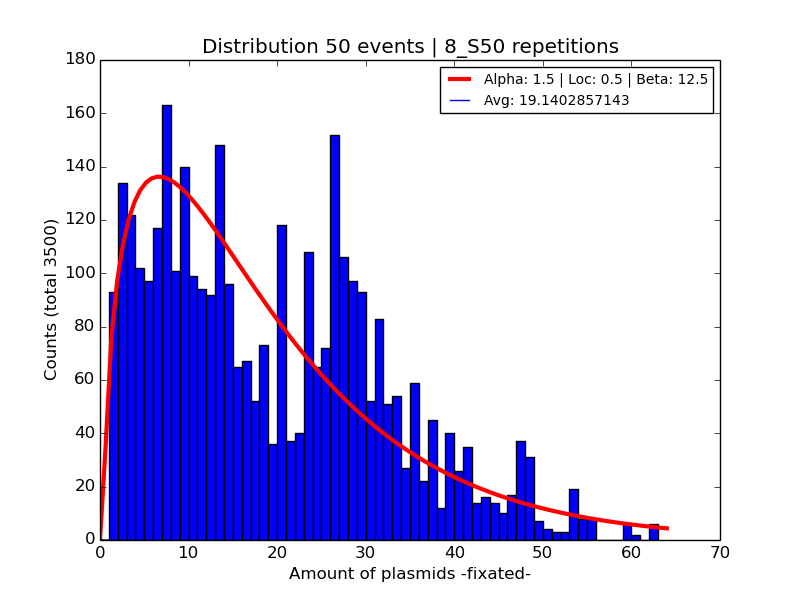 Distribution 50 events | 8_S50 repetitions
Alpha: 1.5 | Loc: 0.5 | Beta: 12.5
Avg: 19.1402857143
180
160
140
120
100
80
60
40
20
0
Counts (total 3500)
0 10 20 30 40 50 60 70
Amount of plasmids -fixated-